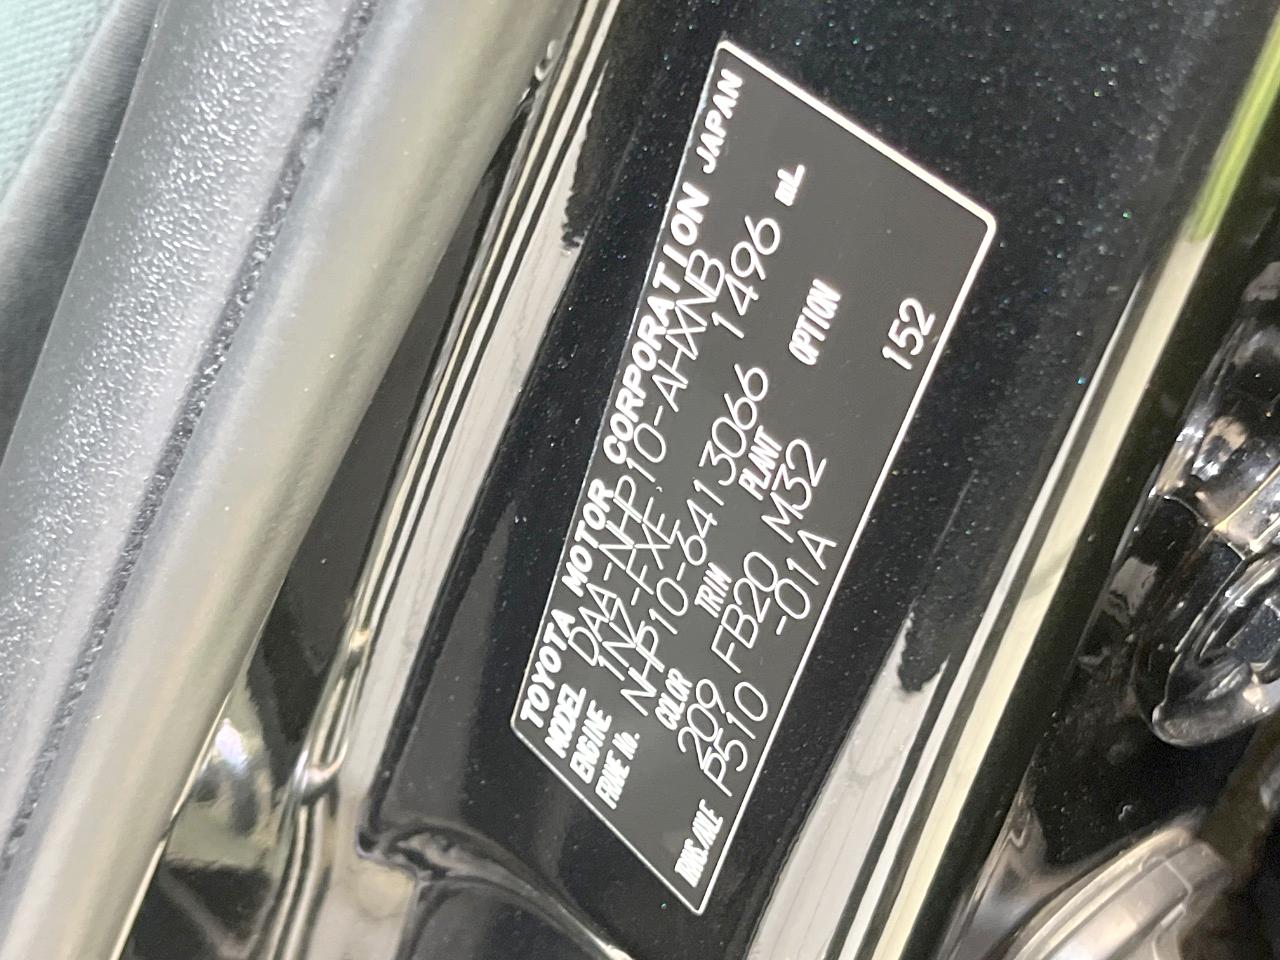 TOYOTA MOTOR CORPORATION JAPAN
MODEL DAA-NHP10-AHXNB
ENGINE 1NZ-FXE 1496 mL
FRAME No. NHP10-6413066
COLOR TRIM PLANT OPTION
209 FB20 M32
TRANS/AXLE P510 -01A 152